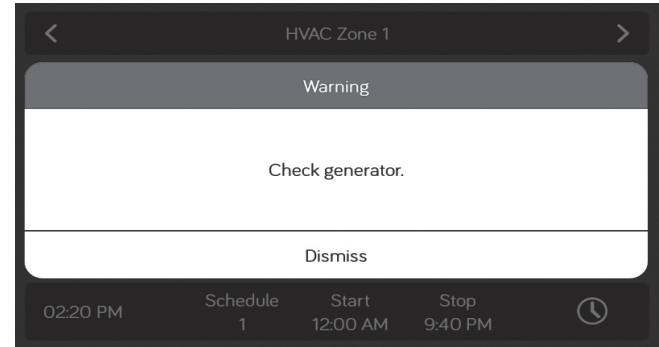 HVAC Zone 1
Warning
Check generator.
Dismiss
02:20 PM
Schedule Start Stop
1 12:00 AM 9:40 PM